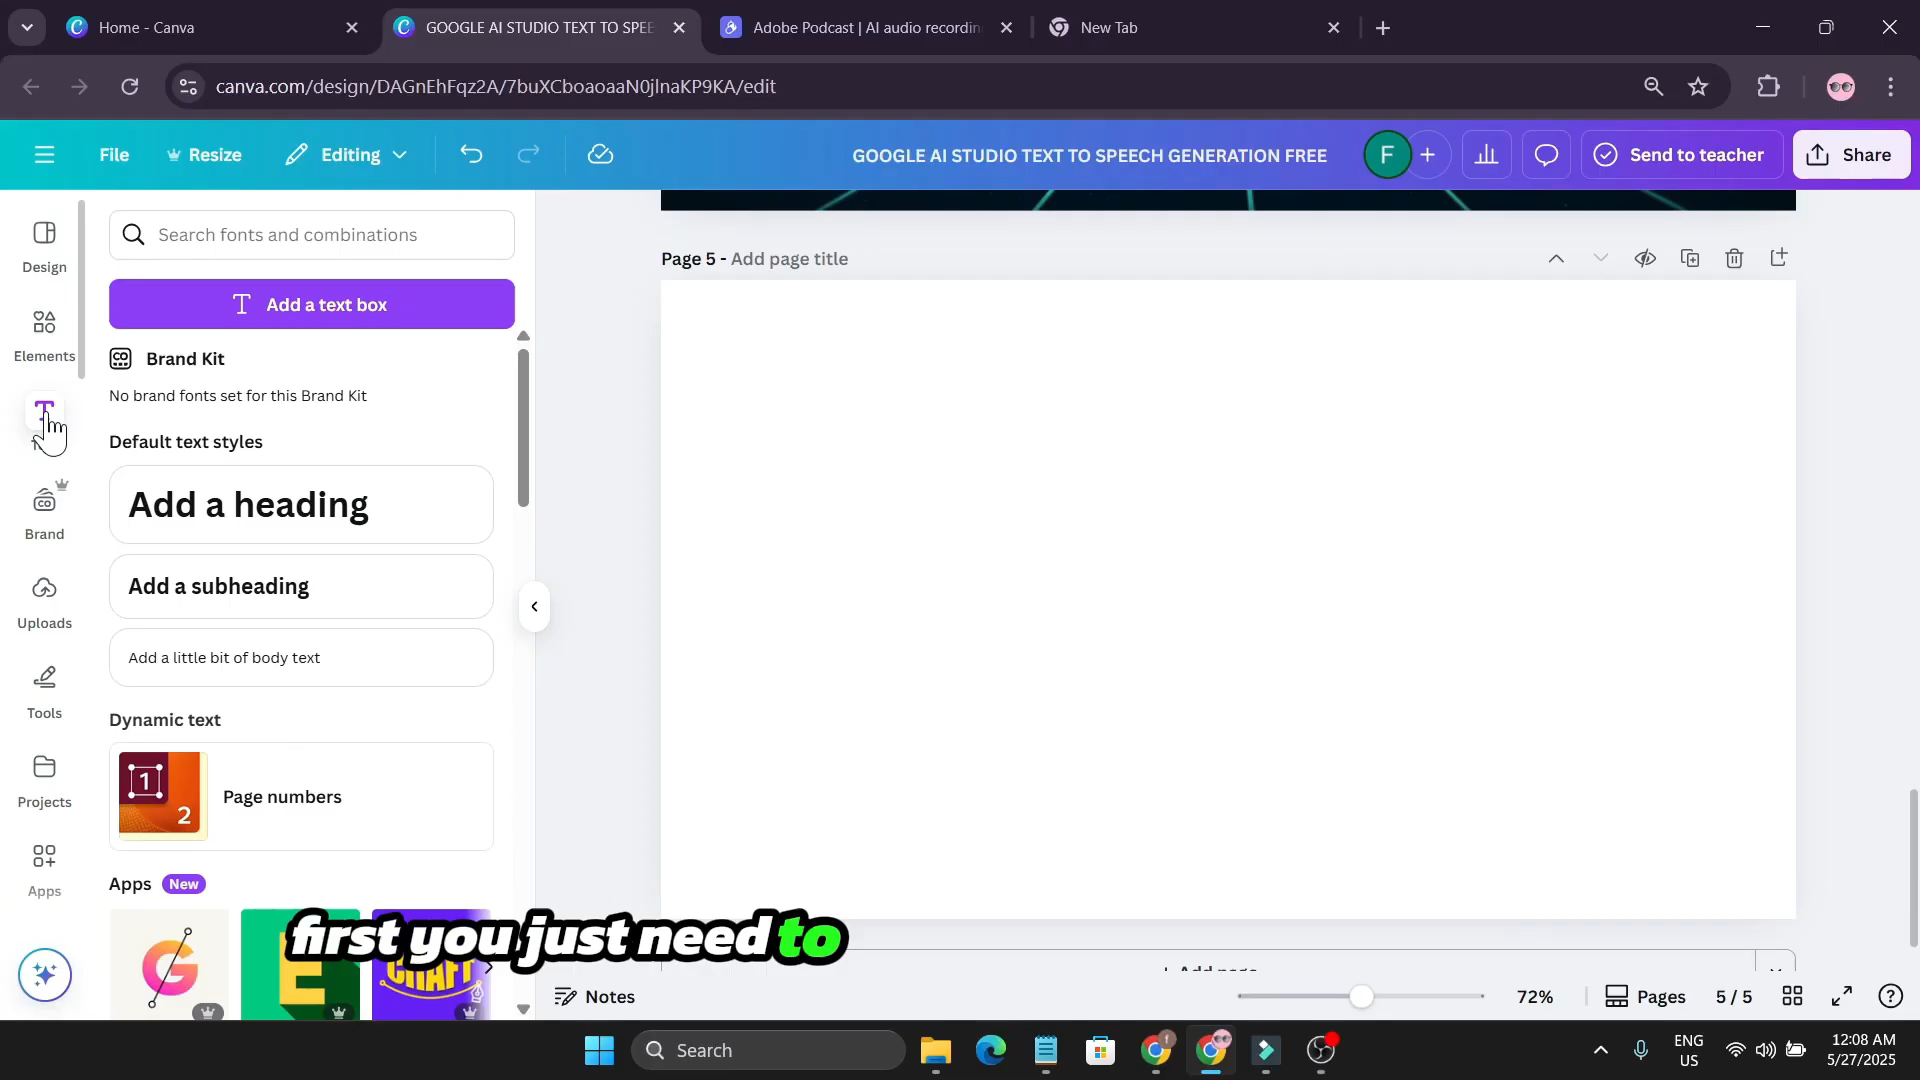 Home - Canva
GOOGLE AI STUDIO TEXT TO SPEE
Adobe Podcast | AI audio recordin
New Tab
canva.com/design/DAGnEhFqz2A/7buXCboaoaaN0jlnaKP9KA/edit
File
Resize
Editing
GOOGLE AI STUDIO TEXT TO SPEECH GENERATION FREE
F
Send to teacher
Share
Design
Elements
Brand
Uploads
Tools
Projects
Apps
Search fonts and combinations
T Add a text box
Brand Kit
No brand fonts set for this Brand Kit
Default text styles
Add a heading
Add a subheading
Add a little bit of body text
Dynamic text
1
2
Page numbers
Apps New
G
E
CRAFT
Page 5 - Add page title
first you just need to
+ Add page
Notes
72%
Pages
5 / 5
Search
ENG
US
12:08 AM
5/27/2025